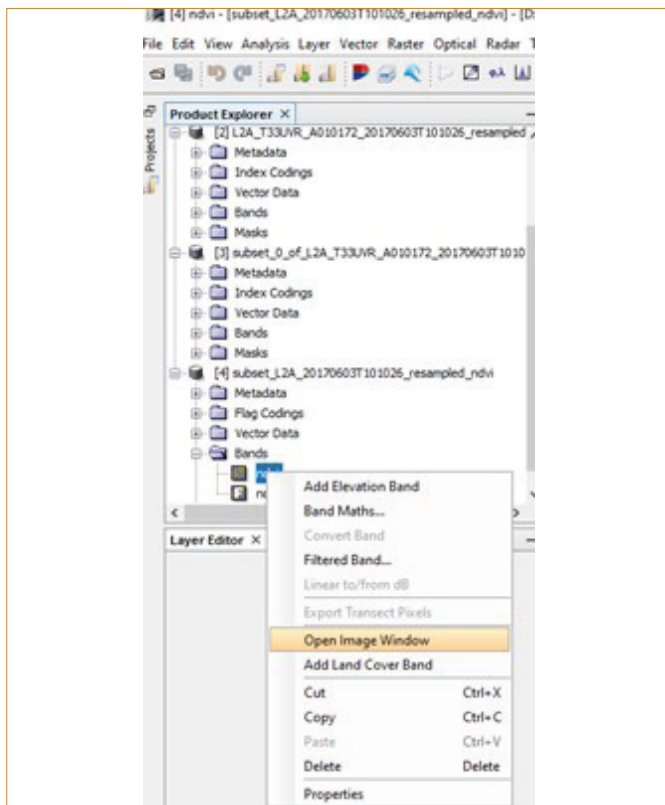 [4] ndvi - [subset_L2A_20170603T101026_resampled_ndvi] - [D:
File Edit View Analysis Layer Vector Raster Optical Radar
Product Explorer ×
Projects
[2] L2A_T33UVR_A010172_20170603T101026_resampled
Metadata
Index Codings
Vector Data
Bands
Masks
[3] subset_0_of_L2A_T33UVR_A010172_20170603T1010
Metadata
Index Codings
Vector Data
Bands
Masks
[4] subset_L2A_20170603T101026_resampled_ndvi
Metadata
Flag Codings
Vector Data
Bands
Layer Editor ×
Add Elevation Band
Band Maths...
Convert Band
Filtered Band...
Linear to/from dB
Export Transect Pixels
Open Image Window
Add Land Cover Band
Cut Ctrl+X
Copy Ctrl+C
Paste Ctrl+V
Delete Delete
Properties